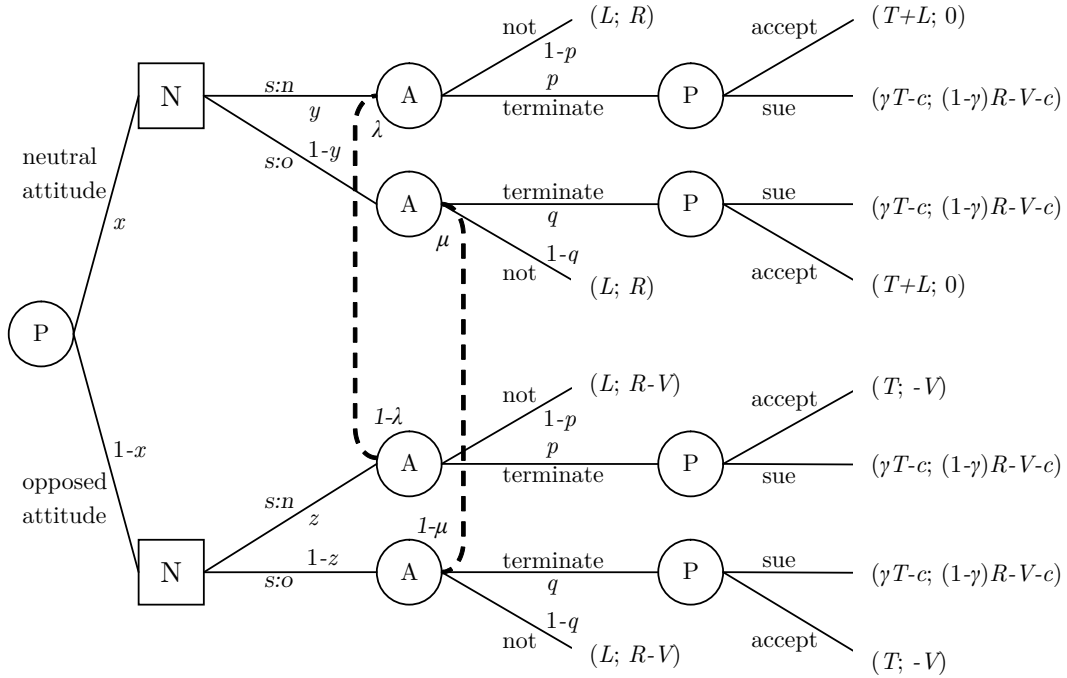 not
(L; R)
accept
(T+L; 0)
1-p
N
s:n
A
p
P
y
terminate
sue
(γT-c; (1-γ)R-V-c)
λ
neutral
attitude
1-y
s:o
A
terminate
P
sue
(γT-c; (1-γ)R-V-c)
x
μ
q
1-q
not
(L; R)
accept
(T+L; 0)
P
not
(L; R-V)
accept
(T; -V)
1-λ
1-p
1-x
A
p
P
terminate
sue
(γT-c; (1-γ)R-V-c)
opposed
attitude
s:n
z
1-μ
1-z
terminate
sue
N
s:o
A
q
P
(γT-c; (1-γ)R-V-c)
1-q
not
(L; R-V)
accept
(T; -V)